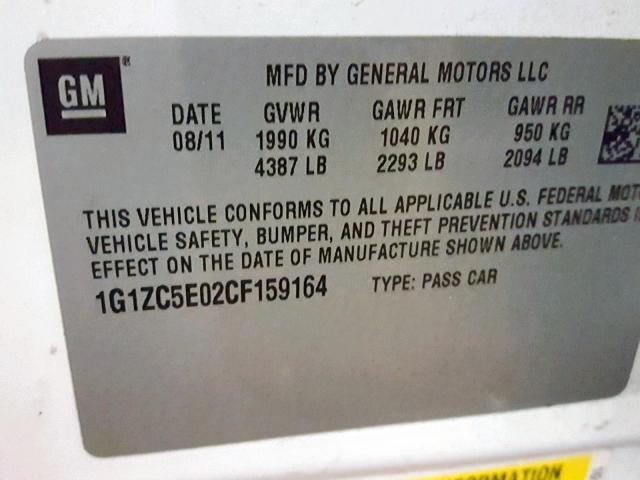 GM®
MFD BY GENERAL MOTORS LLC
DATE GVWR GAWR FRT GAWR RR
08/11 1990 KG 1040 KG 950 KG
4387 LB 2293 LB 2094 LB
THIS VEHICLE CONFORMS TO ALL APPLICABLE U.S. FEDERAL MOT
VEHICLE SAFETY, BUMPER, AND THEFT PREVENTION STANDARDS I
EFFECT ON THE DATE OF MANUFACTURE SHOWN ABOVE.
1G1ZC5E02CF159164 TYPE: PASS CAR